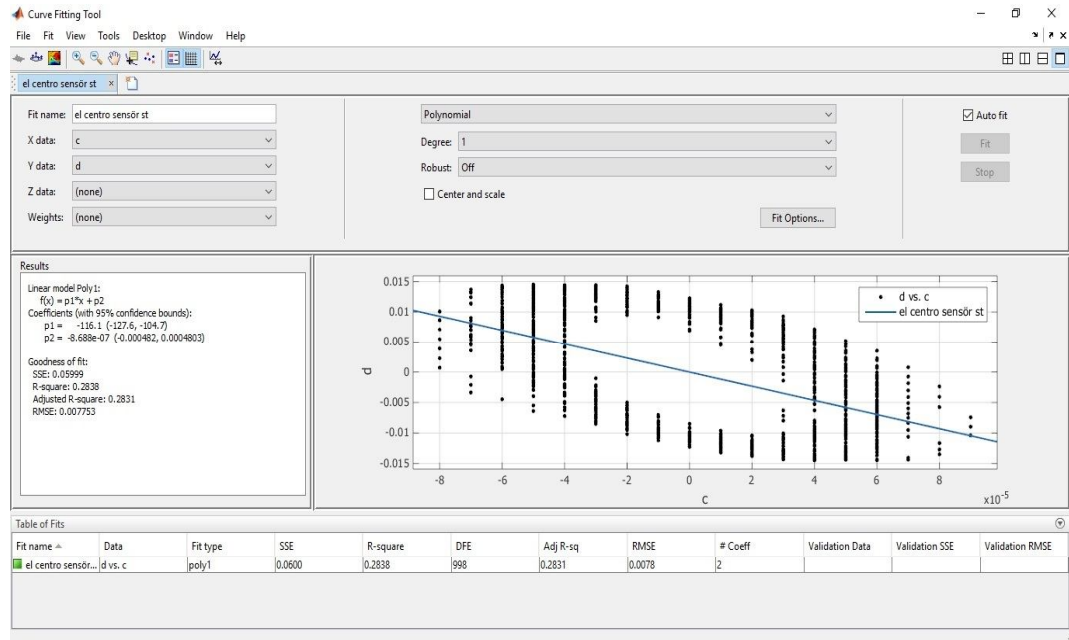 Curve Fitting Tool
File Fit View Tools Desktop Window Help
el centro sensör st
Fit name: el centro sensör st
X data: c
Y data: d
Z data: (none)
Weights: (none)
Polynomial
Degree: 1
Robust: Off
Center and scale
Fit Options...
Auto fit
Fit
Stop
Results
Linear model Poly1:
f(x) = p1*x + p2
Coefficients (with 95% confidence bounds):
p1 = -116.1 (-127.6, -104.7)
p2 = -8.688e-07 (-0.000482, 0.0004803)
Goodness of fit:
SSE: 0.05999
R-square: 0.2838
Adjusted R-square: 0.2831
RMSE: 0.007753
0.015
0.01
0.005
0
-0.005
-0.01
-0.015
d
-8 -6 -4 -2 0 2 4 6 8
c
x10-5
d vs. c
el centro sensör st
Table of Fits
Fit name Data Fit type SSE R-square DFE Adj R-sq RMSE # Coeff Validation Data Validation SSE Validation RMSE
el centro sensör... d vs. c poly1 0.0600 0.2838 998 0.2831 0.0078 2